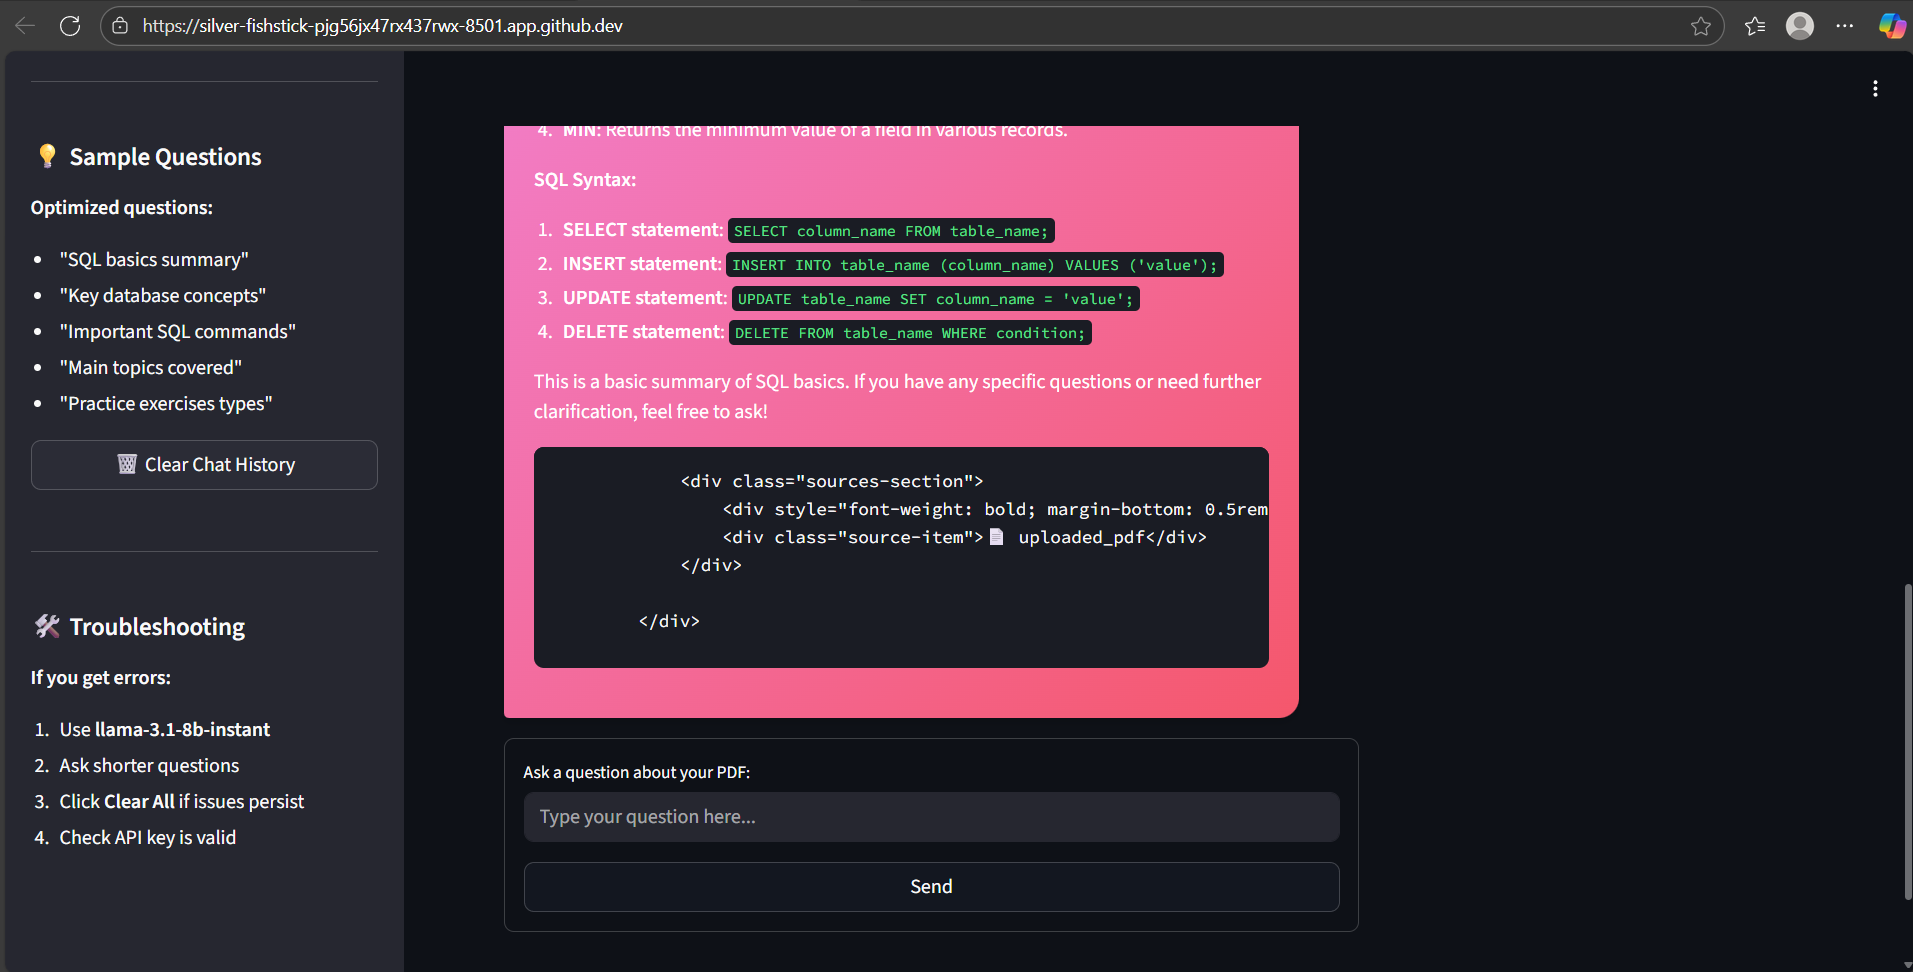 https://silver-fishstick-pjg56jx47rx437rwx-8501.app.github.dev
💡 Sample Questions
Optimized questions:
• "SQL basics summary"
• "Key database concepts"
• "Important SQL commands"
• "Main topics covered"
• "Practice exercises types"
🗑️ Clear Chat History
🛠️ Troubleshooting
If you get errors:
1. Use llama-3.1-8b-instant
2. Ask shorter questions
3. Click Clear All if issues persist
4. Check API key is valid
4. MIN: Returns the minimum value of a field in various records.
SQL Syntax:
1. SELECT statement: SELECT column_name FROM table_name;
2. INSERT statement: INSERT INTO table_name (column_name) VALUES ('value');
3. UPDATE statement: UPDATE table_name SET column_name = 'value';
4. DELETE statement: DELETE FROM table_name WHERE condition;
This is a basic summary of SQL basics. If you have any specific questions or need further
clarification, feel free to ask!
<div class="sources-section">
<div style="font-weight: bold; margin-bottom: 0.5rem
<div class="source-item">📄 uploaded_pdf</div>
</div>
</div>
Ask a question about your PDF:
Type your question here...
Send